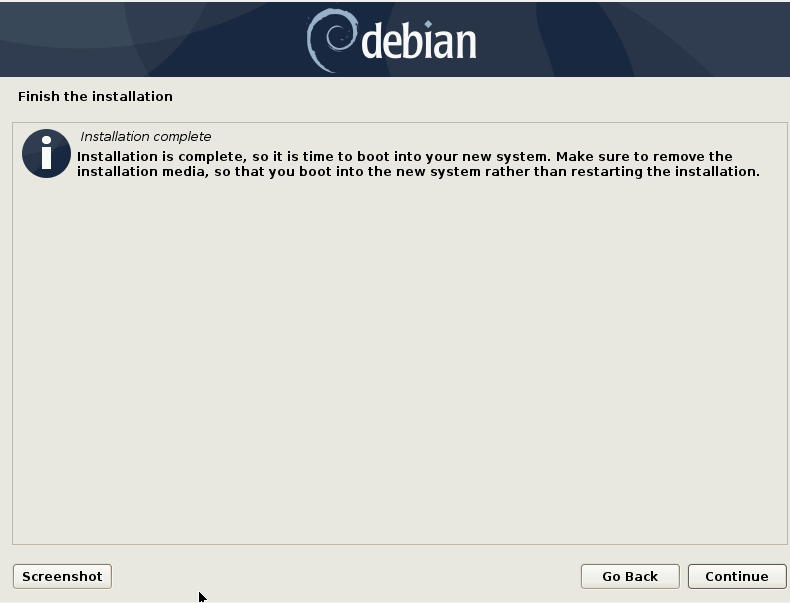 debian
Finish the installation
Installation complete
Installation is complete, so it is time to boot into your new system. Make sure to remove the
installation media, so that you boot into the new system rather than restarting the installation.
Screenshot
Go Back
Continue